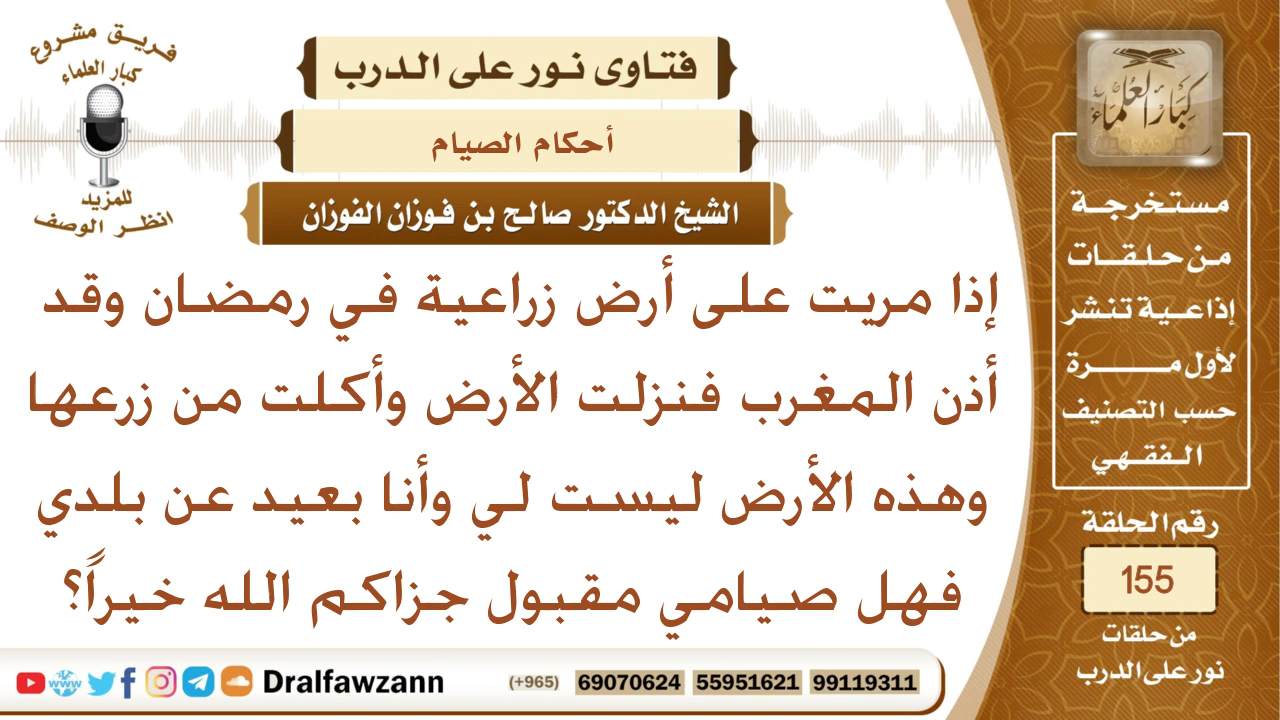 فريق مشروع
كبار العلماء
للمزيد
انظر الوصف
فتاوى نور على الدرب
أحكام الصيام
الشيخ الدكتور صالح بن فوزان الفوزان
إذا مريت على أرض زراعية في رمضان وقد
أذن المغرب فنزلت الأرض وأكلت من زرعها
وهذه الأرض ليست لي وأنا بعيد عن بلدي
فهل صيامي مقبول جزاكم الله خيراً؟
كبار العلماء
مستخرجة
من حلقات
إذاعية تنشر
لأول مرة
حسب التصنيف
الفقهي
رقم الحلقة
155
من حلقات
نور على الدرب
www
Dralfawzann (+965) 69070624 55951621 99119311